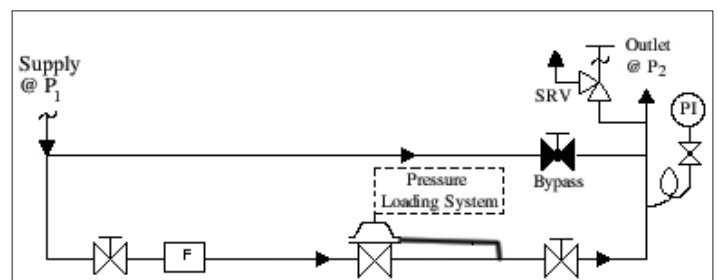 Supply
@ P1
Outlet
@ P2
SRV
PI
Bypass
Pressure
Loading System
F